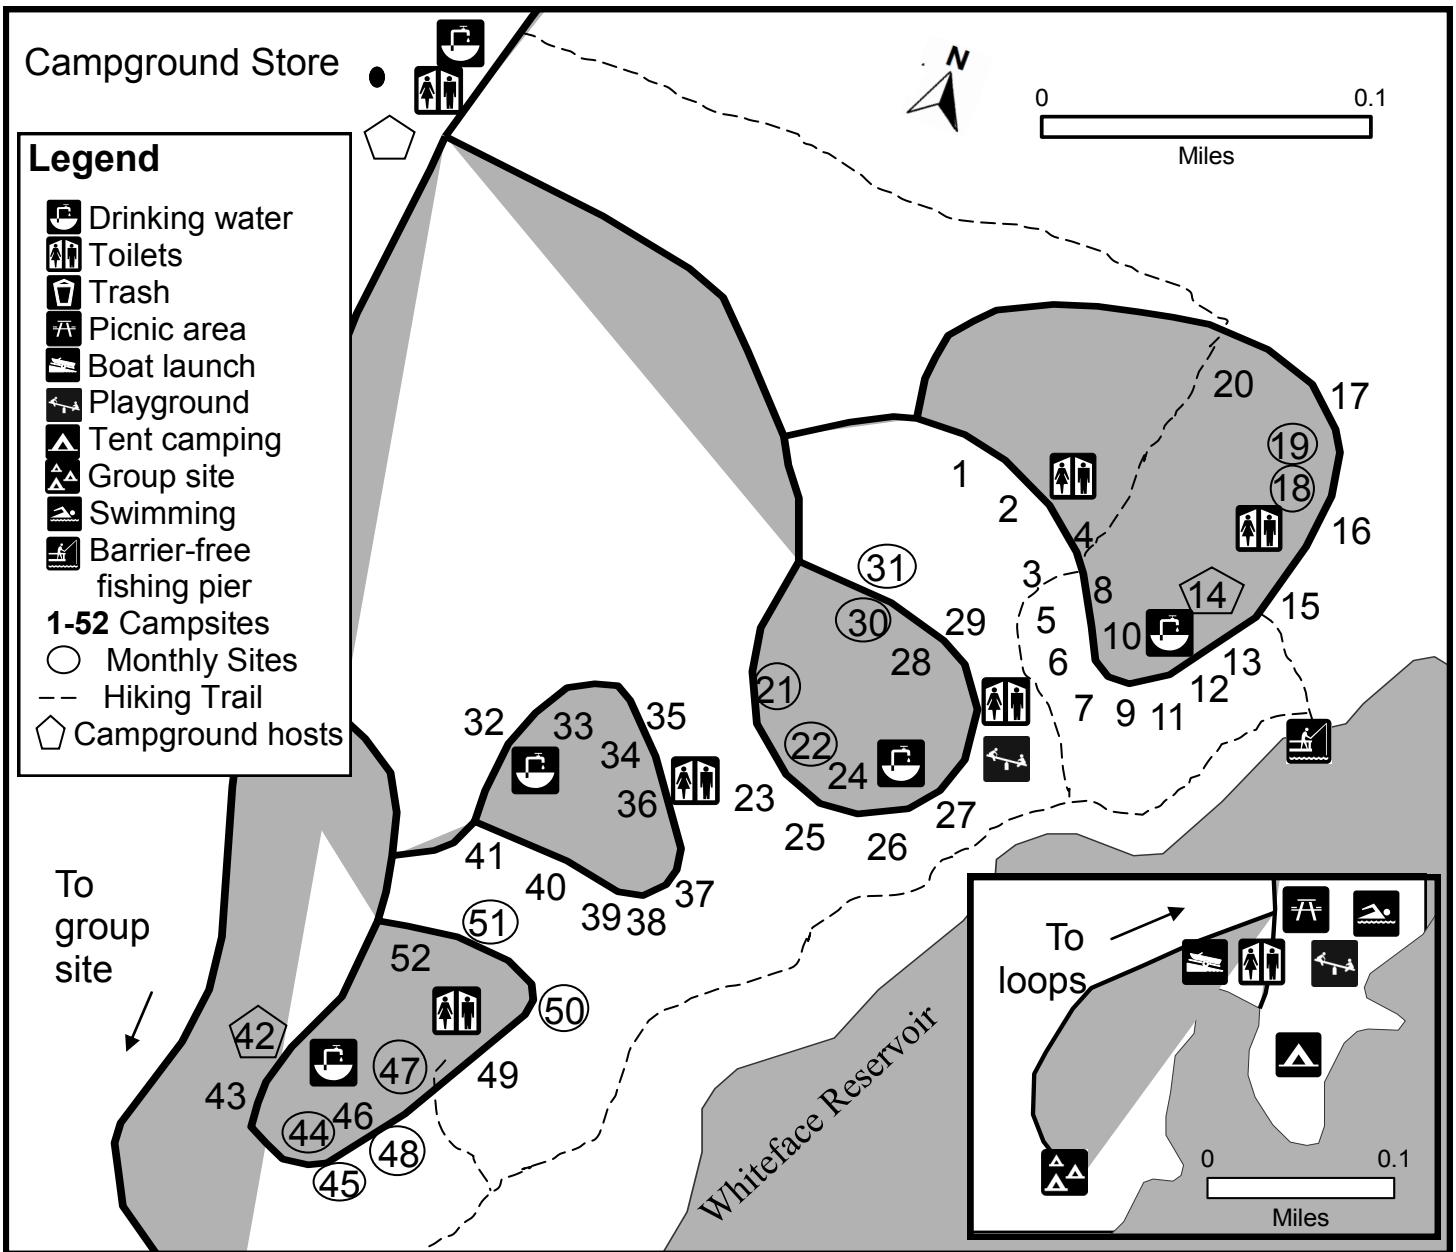 Campground Store
N
0 0.1
Miles
Legend
Drinking water
Toilets
Trash
Picnic area
Boat launch
Playground
Tent camping
Group site
Swimming
Barrier-free
fishing pier
1-52 Campsites
Monthly Sites
Hiking Trail
Campground hosts
20
17
19
18
1
2
4
16
31
3
8
14
15
30
29
5
10
28
6
13
21
12
7
9
11
32
33
35
34
22
24
36
23
25
26
27
41
40
37
39
38
51
52
50
42
47
49
43
46
44
48
45
To
group
site
Whiteface Reservoir
To
loops
0 0.1
Miles